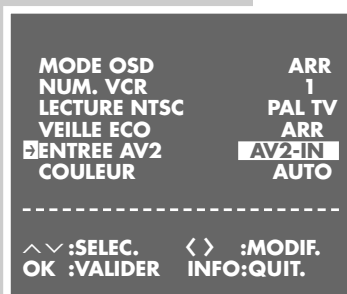 MODE OSD ARR
NUM. VCR 1
LECTURE NTSC PAL TV
VEILLE ECO ARR
→ENTREE AV2 AV2-IN
COULEUR AUTO
:SELEC. < > :MODIF.
OK :VALIDER INFO:QUIT.